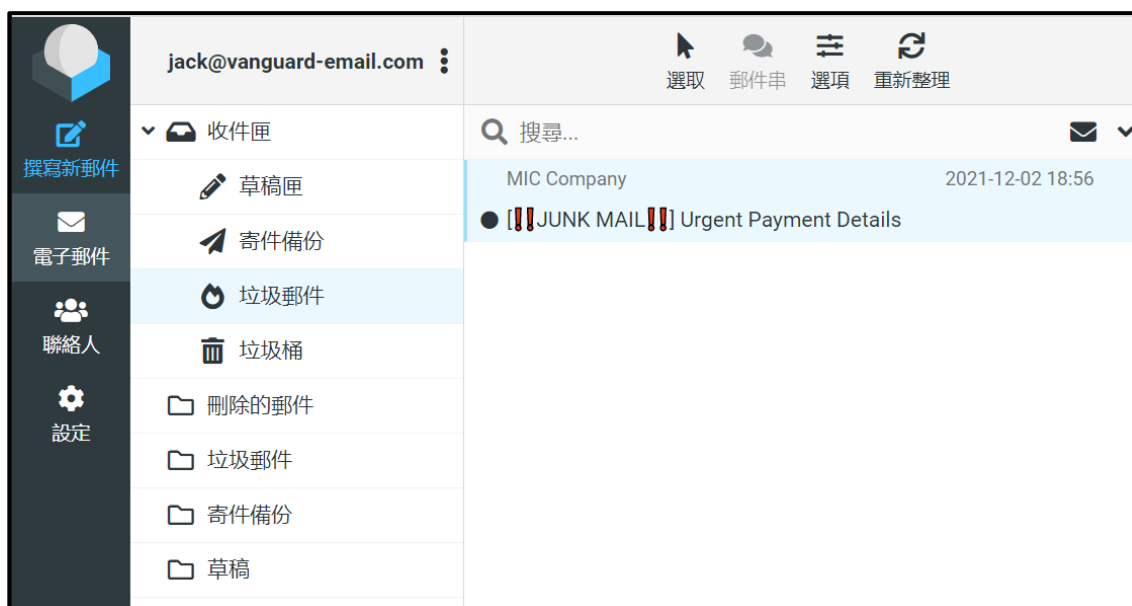 jack@vanguard-email.com
選取
郵件串
選項
重新整理
撰寫新郵件
電子郵件
聯絡人
設定
收件匣
草稿匣
寄件備份
垃圾郵件
垃圾桶
刪除的郵件
垃圾郵件
寄件備份
草稿
搜尋...
MIC Company 2021-12-02 18:56
[‼JUNK MAIL‼] Urgent Payment Details